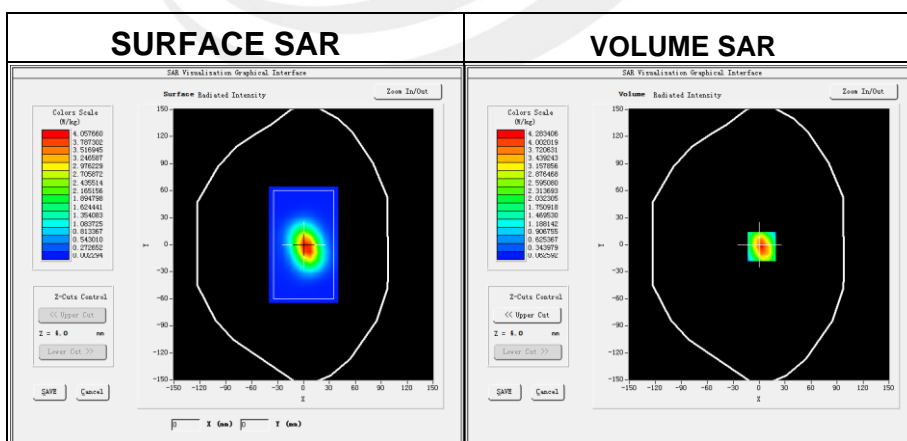 SURFACE SAR
SAR Visualisation Graphical Interface
Surface Radiated Intensity
Zoom In/Out
Colors Scale
(W/kg)
4.057660
3.787302
3.516945
3.246587
2.976229
2.705872
2.435514
2.165156
1.894798
1.624441
1.354083
1.083725
0.813367
0.543010
0.272652
0.002294
Z-Cuts Control
<< Upper Cut
Z = 4.0 mm
Lower Cut >>
SAVE Cancel
150
120
90
60
30
0
-30
-60
-90
-120
-150
Y
-150 -120 -90 -60 -30 0 30 60 90 120 150
X
0 X (mm) 0 Y (mm)
VOLUME SAR
SAR Visualisation Graphical Interface
Volume Radiated Intensity
Zoom In/Out
Colors Scale
(W/kg)
4.283406
4.002019
3.720631
3.439243
3.157856
2.876468
2.595080
2.313693
2.032305
1.750918
1.469530
1.188142
0.906755
0.625367
0.343979
0.062592
Z-Cuts Control
<< Upper Cut
Z = 4.0 mm
Lower Cut >>
SAVE Cancel
150
120
90
60
30
0
-30
-60
-90
-120
-150
Y
-150 -120 -90 -60 -30 0 30 60 90 120 150
X